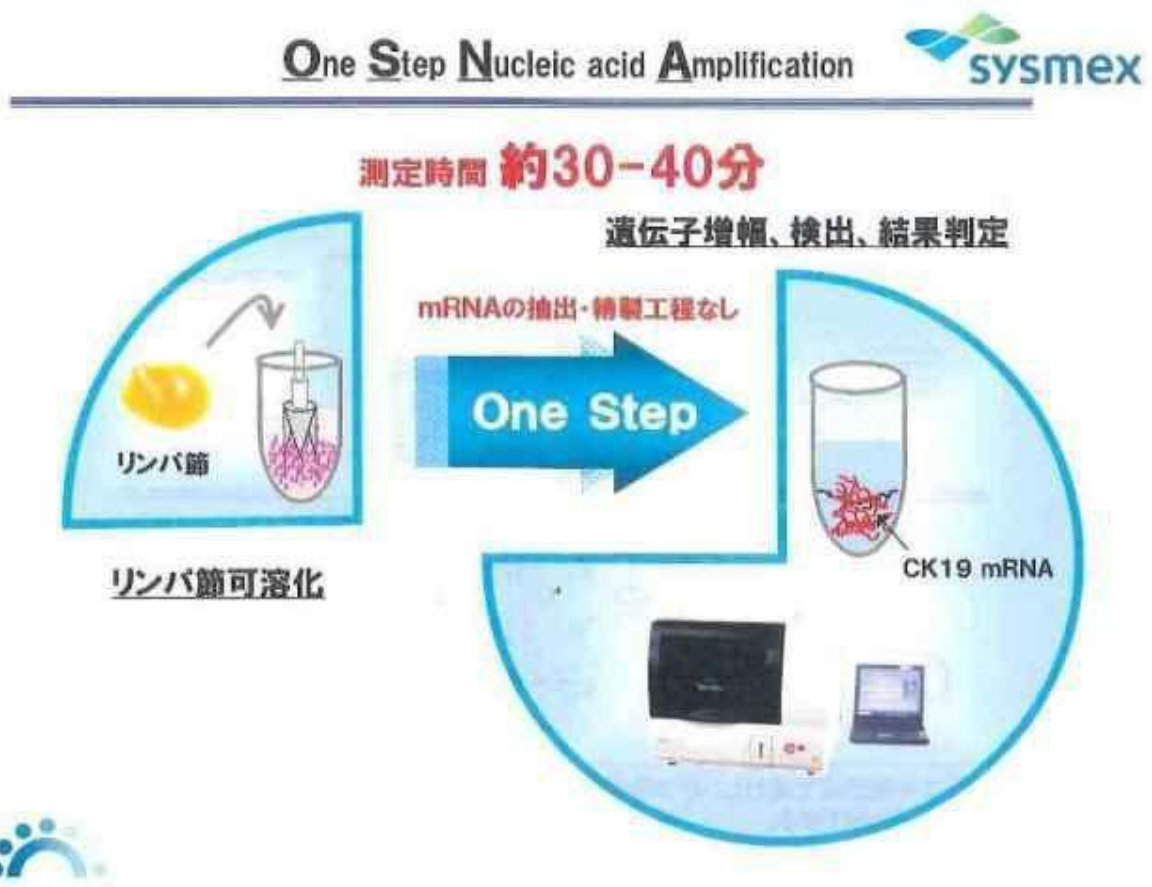 One Step Nucleic acid Amplification
sysmex
測定時間 約30-40分
遺伝子増幅、検出、結果判定
mRNAの抽出・精製工程なし
One Step
リンパ節
CK19 mRNA
リンパ節可溶化